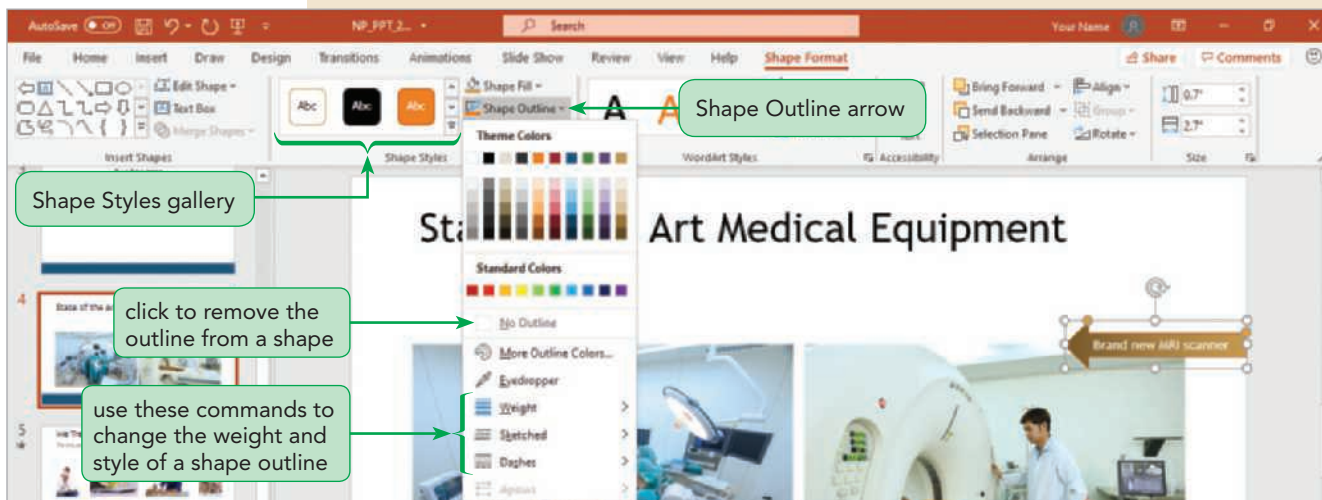 AutoSave Off NP_PPT_2... Search Your Name
File Home Insert Draw Design Transitions Animations Slide Show Review View Help Shape Format Share Comments
Edit Shape
Text Box
Merge Shapes
Insert Shapes
Abc Abc Abc
Shape Styles
Shape Fill
Shape Outline
Shape Outline arrow
A A
WordArt Styles
Accessibility
Bring Forward
Send Backward
Selection Pane
Align
Group
Rotate
Arrange
0.7"
2.7"
Size
Shape Styles gallery
Theme Colors
Standard Colors
No Outline
More Outline Colors...
Eyedropper
Weight
Sketched
Dashes
Arrows
click to remove the
outline from a shape
use these commands to
change the weight and
style of a shape outline
4
State of the
5
Sta Art Medical Equipment
Brand new MRI scanner